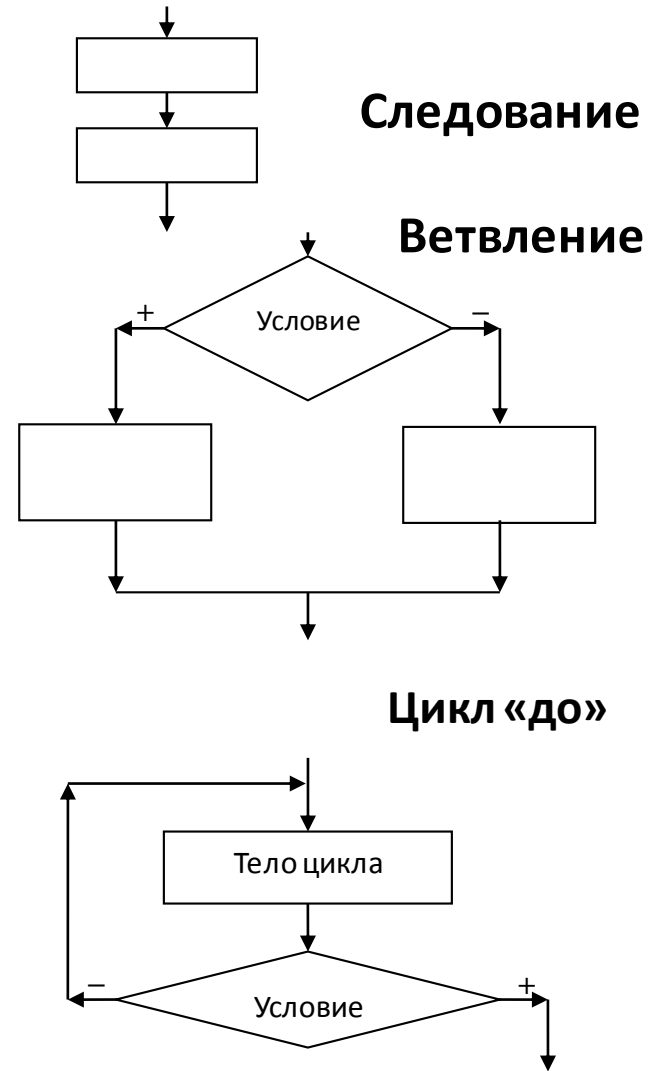 Следование
Ветвление
Условие
+
–
Цикл «до»
Тело цикла
Условие
–
+